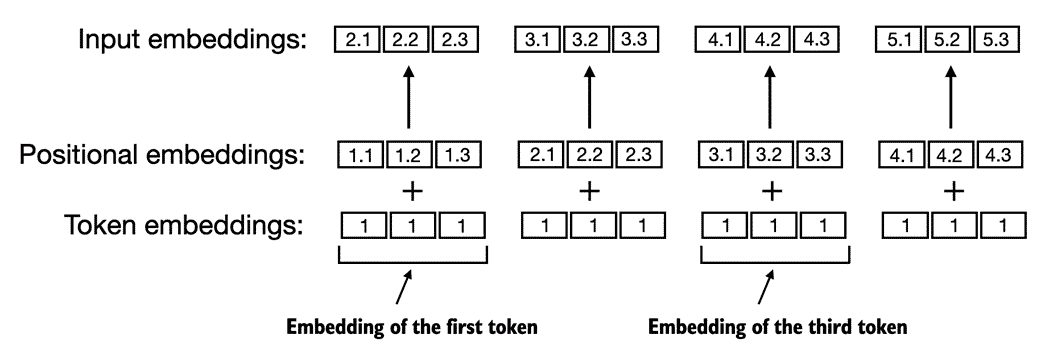 Input embeddings: 2.1 2.2 2.3 3.1 3.2 3.3 4.1 4.2 4.3 5.1 5.2 5.3
Positional embeddings: 1.1 1.2 1.3 2.1 2.2 2.3 3.1 3.2 3.3 4.1 4.2 4.3
+ + + +
Token embeddings: 1 1 1 1 1 1 1 1 1 1 1 1
Embedding of the first token Embedding of the third token